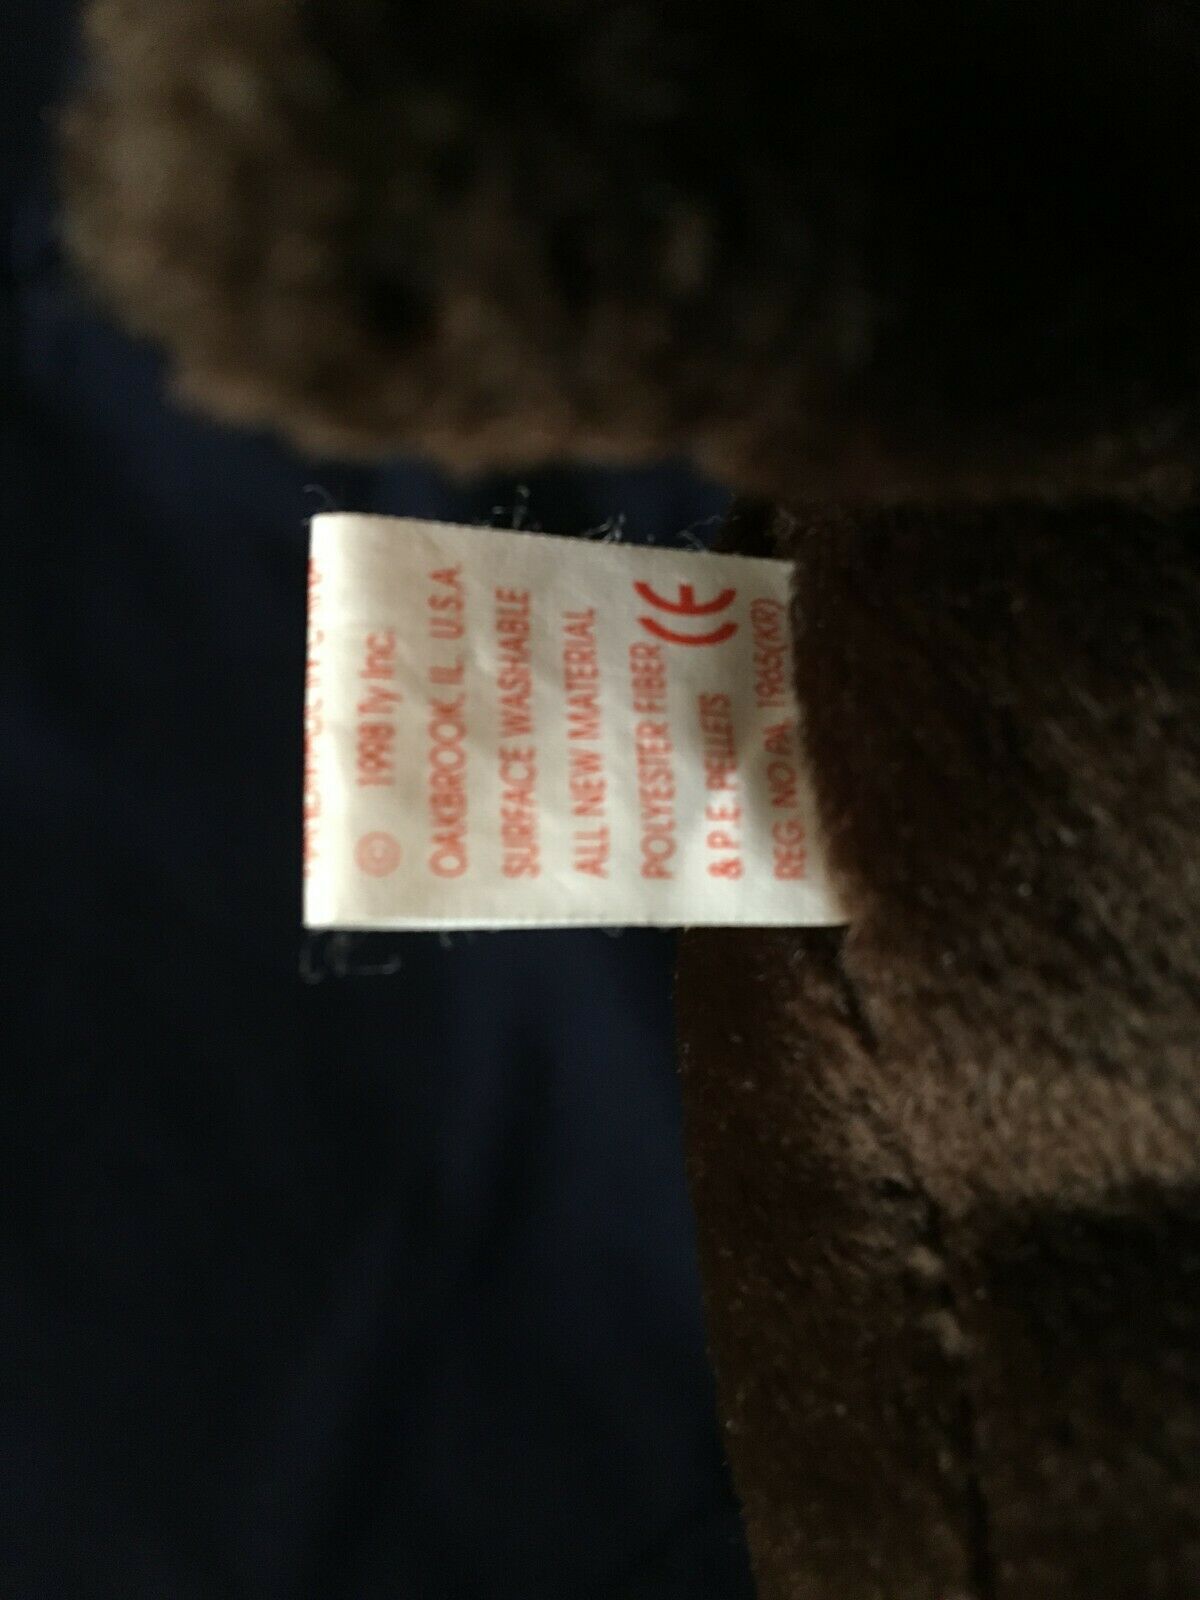 © 1998 Ty Inc.
OAKBROOK, IL. U.S.A.
SURFACE WASHABLE
ALL NEW MATERIAL
POLYESTER FIBER
& P.E. PELLETS CE
REG. NO PA. 1965(KR)